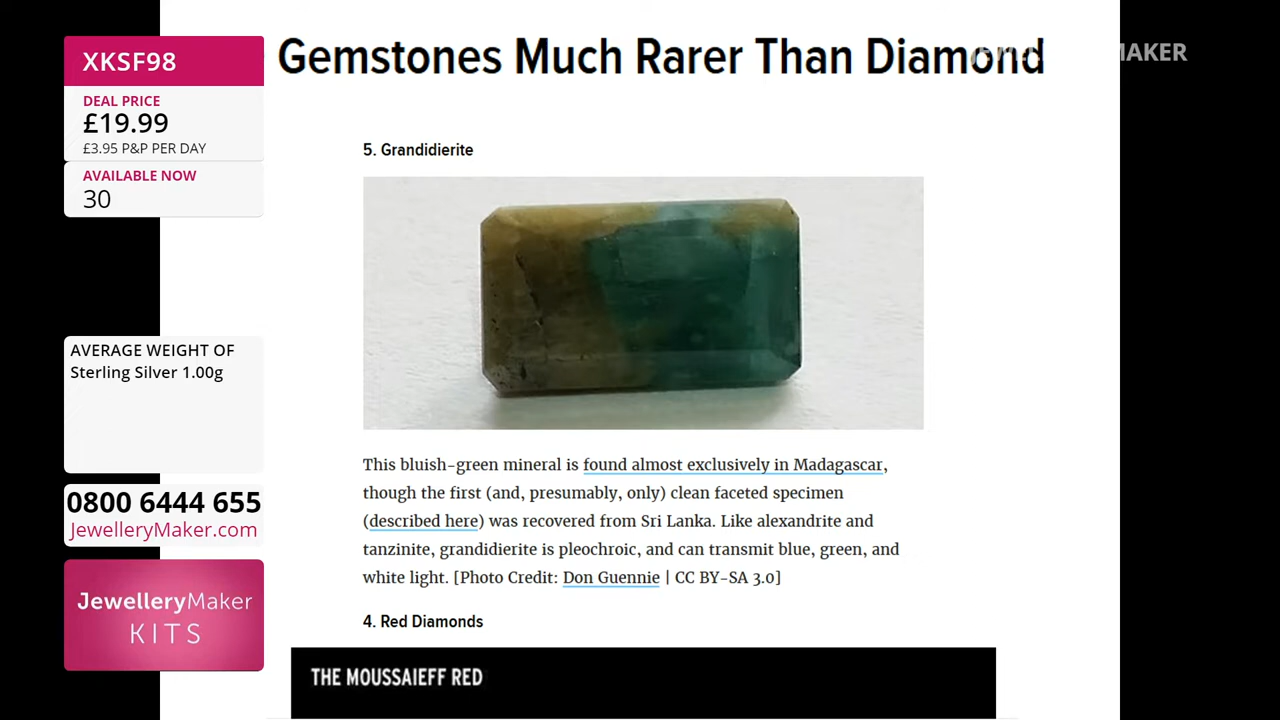 XKSF98
DEAL PRICE
£19.99
£3.95 P&P PER DAY
AVAILABLE NOW
30
AVERAGE WEIGHT OF
Sterling Silver 1.00g
0800 6444 655
JewelleryMaker.com
JewelleryMaker
KITS
Gemstones Much Rarer Than Diamond
MAKER
5. Grandidierite
This bluish-green mineral is found almost exclusively in Madagascar,
though the first (and, presumably, only) clean faceted specimen
(described here) was recovered from Sri Lanka. Like alexandrite and
tanzinite, grandidierite is pleochroic, and can transmit blue, green, and
white light. [Photo Credit: Don Guennie | CC BY-SA 3.0]
4. Red Diamonds
THE MOUSSAIEFF RED